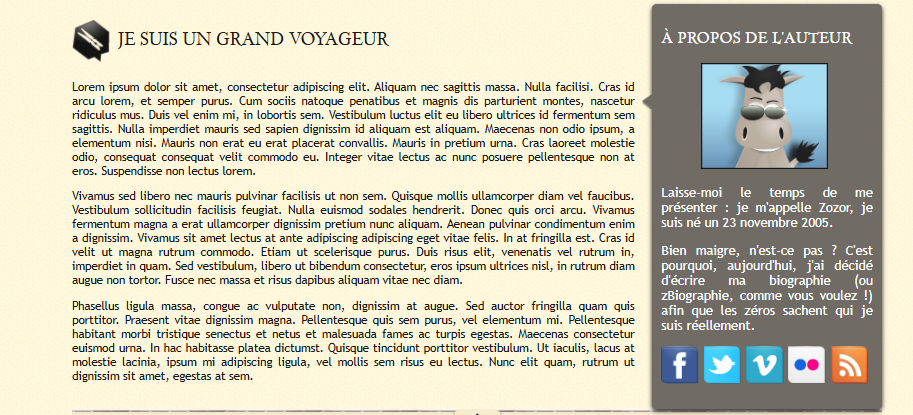 JE SUIS UN GRAND VOYAGEUR
Lorem ipsum dolor sit amet, consectetur adipiscing elit. Aliquam nec sagittis massa. Nulla facilisi. Cras id
arcu lorem, et semper purus. Cum sociis natoque penatibus et magnis dis parturient montes, nascetur
ridiculus mus. Duis vel enim mi, in lobortis sem. Vestibulum luctus elit eu libero ultrices id fermentum sem
sagittis. Nulla imperdiet mauris sed sapien dignissim id aliquam est aliquam. Maecenas non odio ipsum, a
elementum nisi. Mauris non erat eu erat placerat convallis. Mauris in pretium urna. Cras laoreet molestie
odio, consequat consequat velit commodo eu. Integer vitae lectus ac nunc posuere pellentesque non at
eros. Suspendisse non lectus lorem.
Vivamus sed libero nec mauris pulvinar facilisis ut non sem. Quisque mollis ullamcorper diam vel faucibus.
Vestibulum sollicitudin facilisis feugiat. Nulla euismod sodales hendrerit. Donec quis orci arcu. Vivamus
fermentum magna a erat ullamcorper dignissim pretium nunc aliquam. Aenean pulvinar condimentum enim
a dignissim. Vivamus sit amet lectus at ante adipiscing adipiscing eget vitae felis. In at fringilla est. Cras id
velit ut magna rutrum commodo. Etiam ut scelerisque purus. Duis risus elit, venenatis vel rutrum in,
imperdiet in quam. Sed vestibulum, libero ut bibendum consectetur, eros ipsum ultrices nisl, in rutrum diam
augue non tortor. Fusce nec massa et risus dapibus aliquam vitae nec diam.
Phasellus ligula massa, congue ac vulputate non, dignissim at augue. Sed auctor fringilla quam quis
porttitor. Praesent vitae dignissim magna. Pellentesque quis sem purus, vel elementum mi. Pellentesque
habitant morbi tristique senectus et netus et malesuada fames ac turpis egestas. Maecenas consectetur
euismod urna. In hac habitasse platea dictumst. Quisque tincidunt porttitor vestibulum. Ut iaculis, lacus at
molestie lacinia, ipsum mi adipiscing ligula, vel mollis sem risus eu lectus. Nunc elit quam, rutrum ut
dignissim sit amet, egestas at sem.
À PROPOS DE L'AUTEUR
Laisse-moi le temps de me
présenter : je m'appelle Zozor, je
suis né un 23 novembre 2005.
Bien maigre, n'est-ce pas ? C'est
pourquoi, aujourd'hui, j'ai décidé
d'écrire ma biographie (ou
zBiographie, comme vous voulez !)
afin que les zéros sachent qui je
suis réellement.